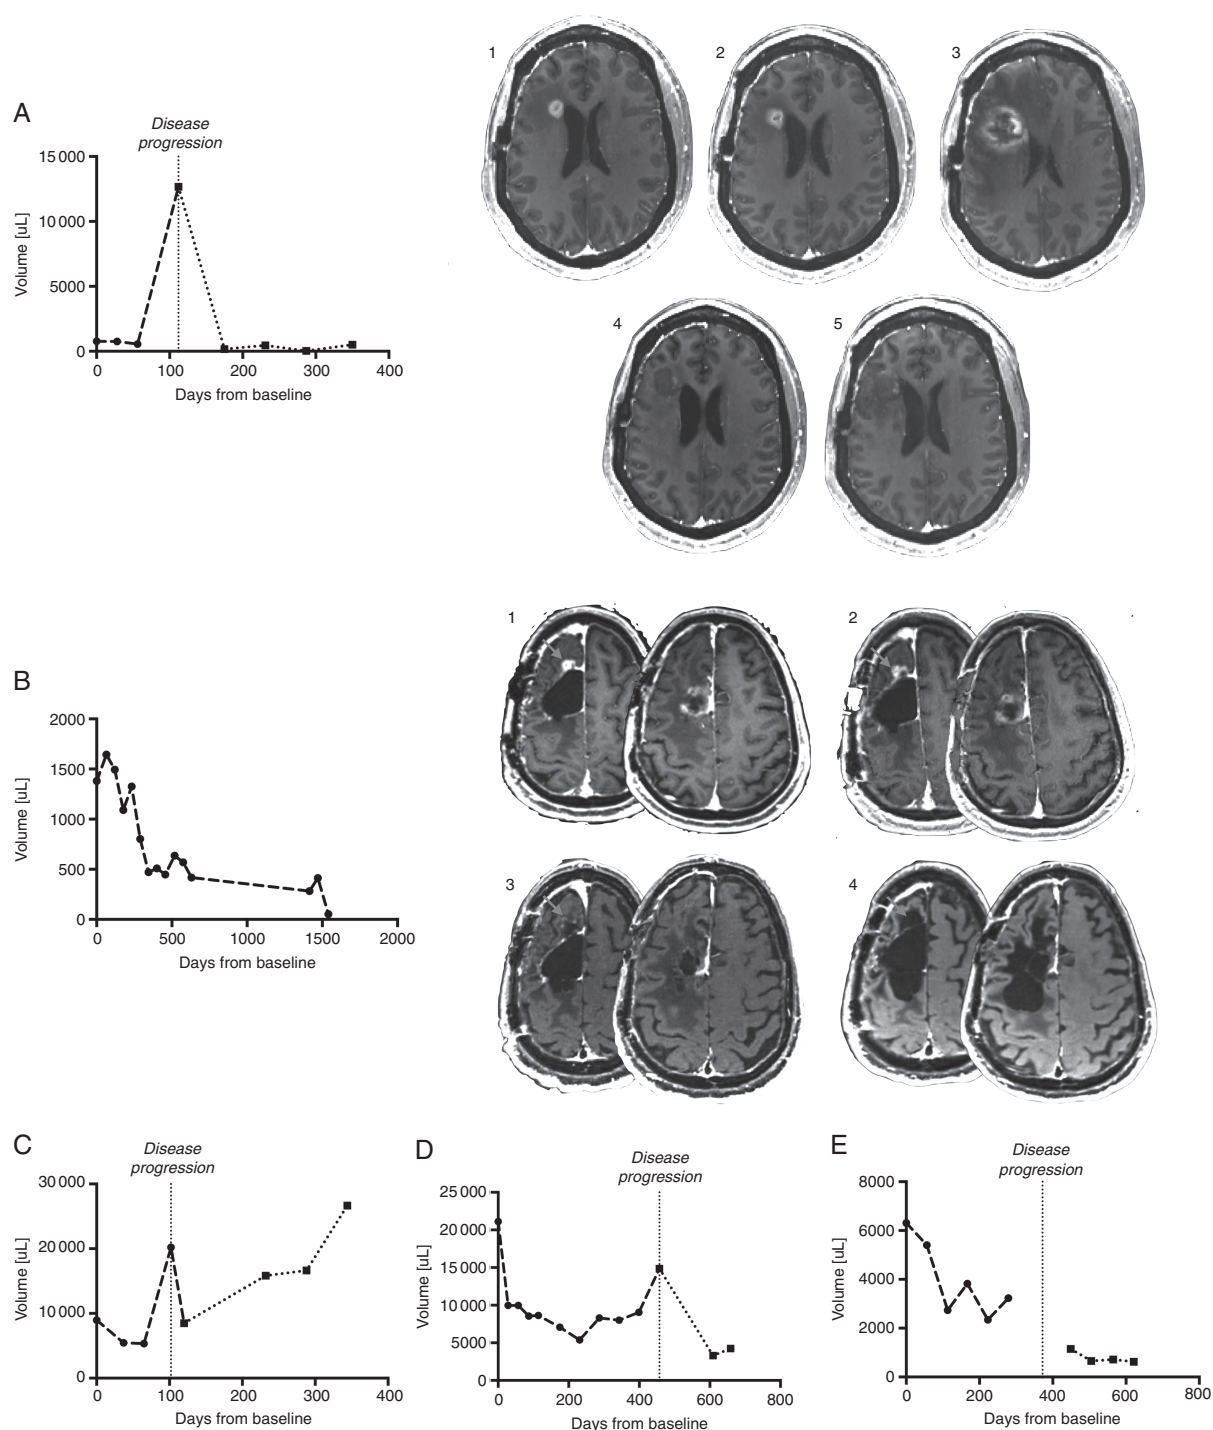 A
Disease
progression
15 000
10 000
5000
0
Volume [uL]
0 100 200 300 400
Days from baseline
1
2
3
4
5
B
2000
1500
1000
500
0
Volume [uL]
0 500 1000 1500 2000
Days from baseline
1
2
3
4
C
Disease
progression
30 000
20 000
10 000
0
Volume [uL]
0 100 200 300 400
Days from baseline
D
Disease
progression
25 000
20 000
15 000
10 000
5000
0
Volume [uL]
0 200 400 600 800
Days from baseline
E
Disease
progression
8000
6000
4000
2000
0
Volume [uL]
0 200 400 600 800
Days from baseline